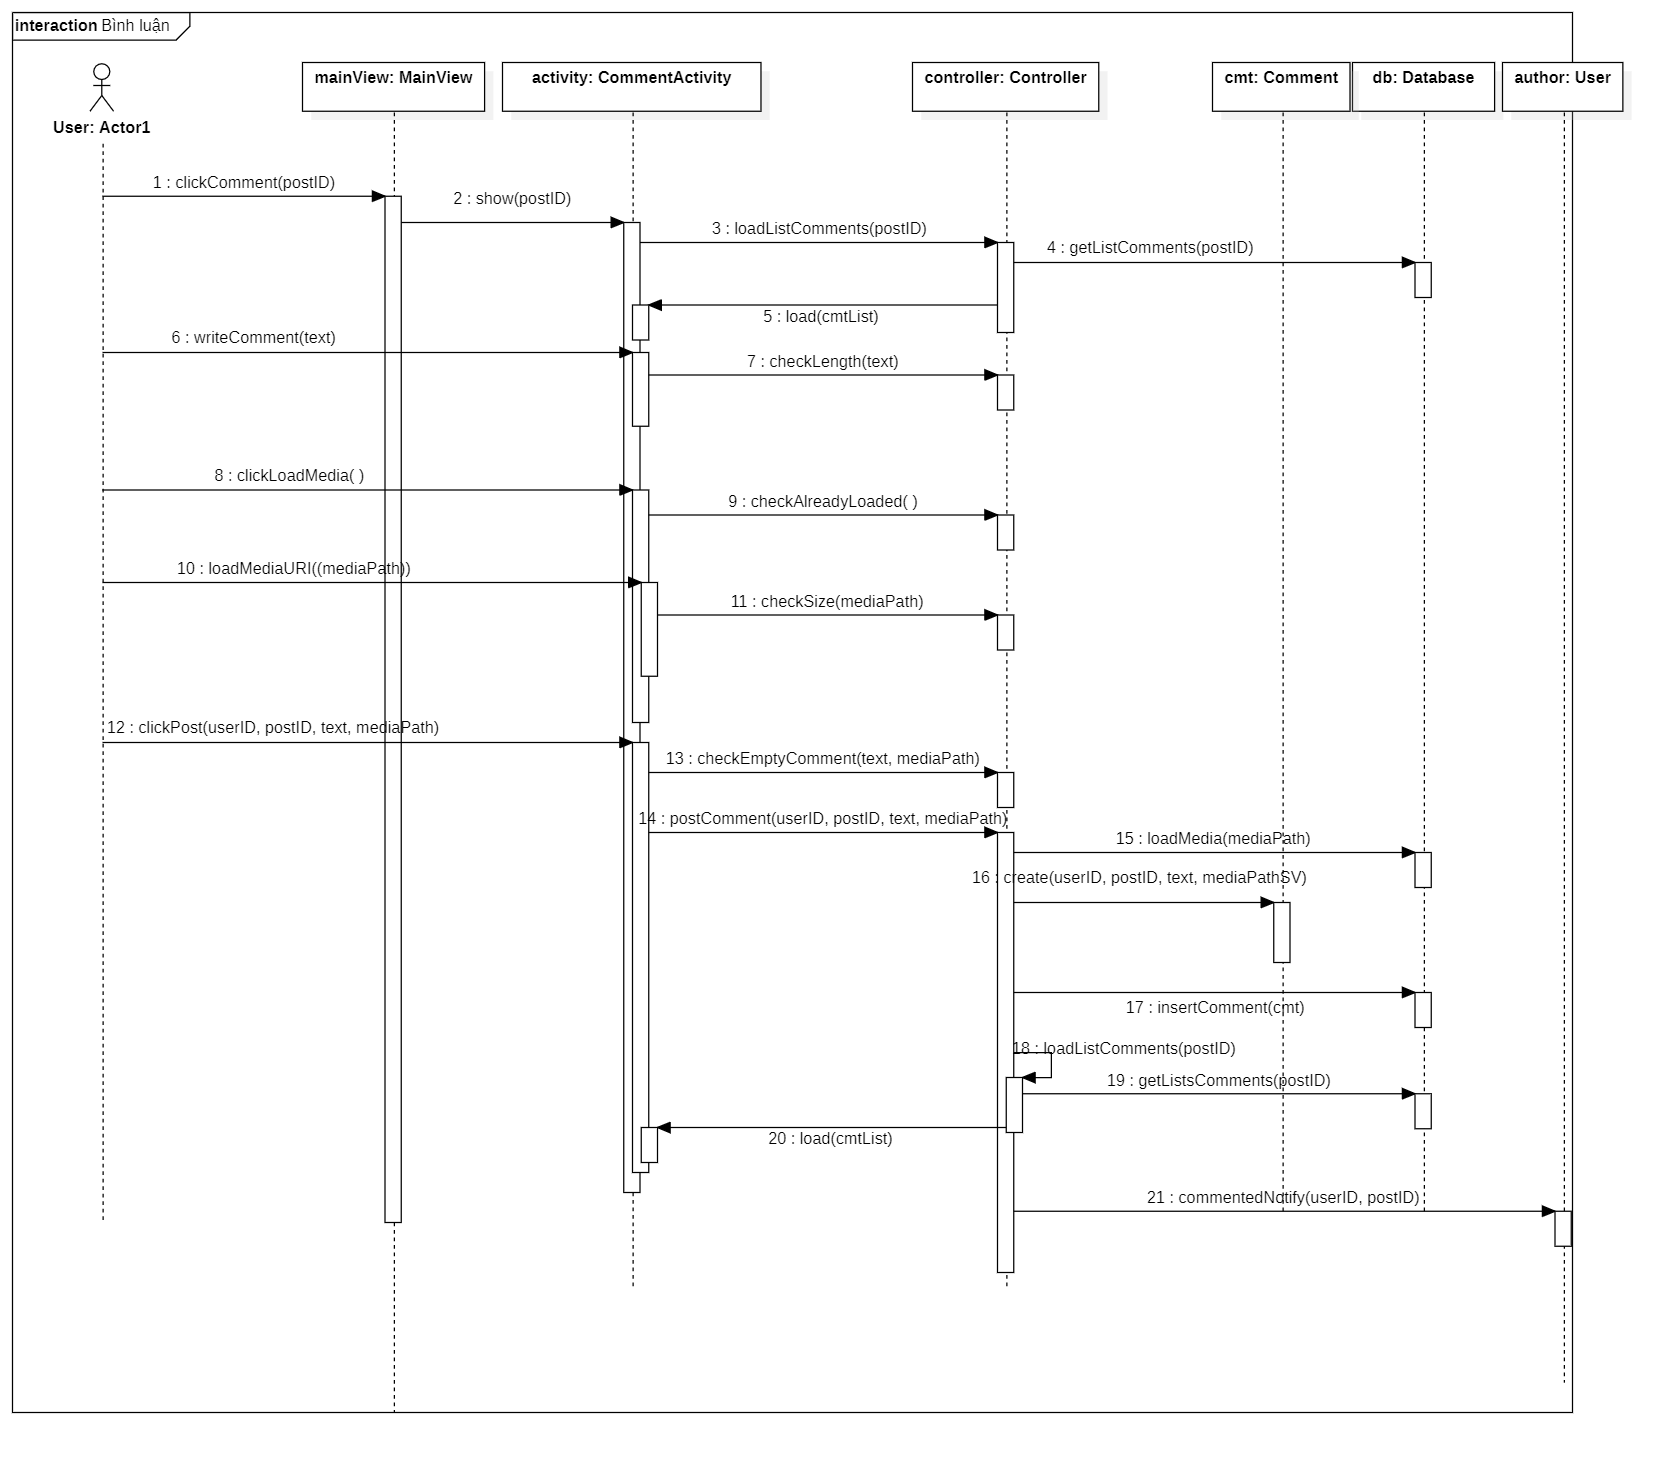 interaction Bình luận
mainView: MainView
activity: CommentActivity
controller: Controller
cmt: Comment
db: Database
author: User
User: Actor1
1 : clickComment(postID)
2 : show(postID)
3 : loadListComments(postID)
4 : getListComments(postID)
5 : load(cmtList)
6 : writeComment(text)
7 : checkLength(text)
8 : clickLoadMedia( )
9 : checkAlreadyLoaded( )
10 : loadMediaURI((mediaPath))
11 : checkSize(mediaPath)
12 : clickPost(userID, postID, text, mediaPath)
13 : checkEmptyComment(text, mediaPath)
14 : postComment(userID, postID, text, mediaPath)
15 : loadMedia(mediaPath)
16 : create(userID, postID, text, mediaPathSV)
17 : insertComment(cmt)
18 : loadListComments(postID)
19 : getListsComments(postID)
20 : load(cmtList)
21 : commentedNotify(userID, postID)